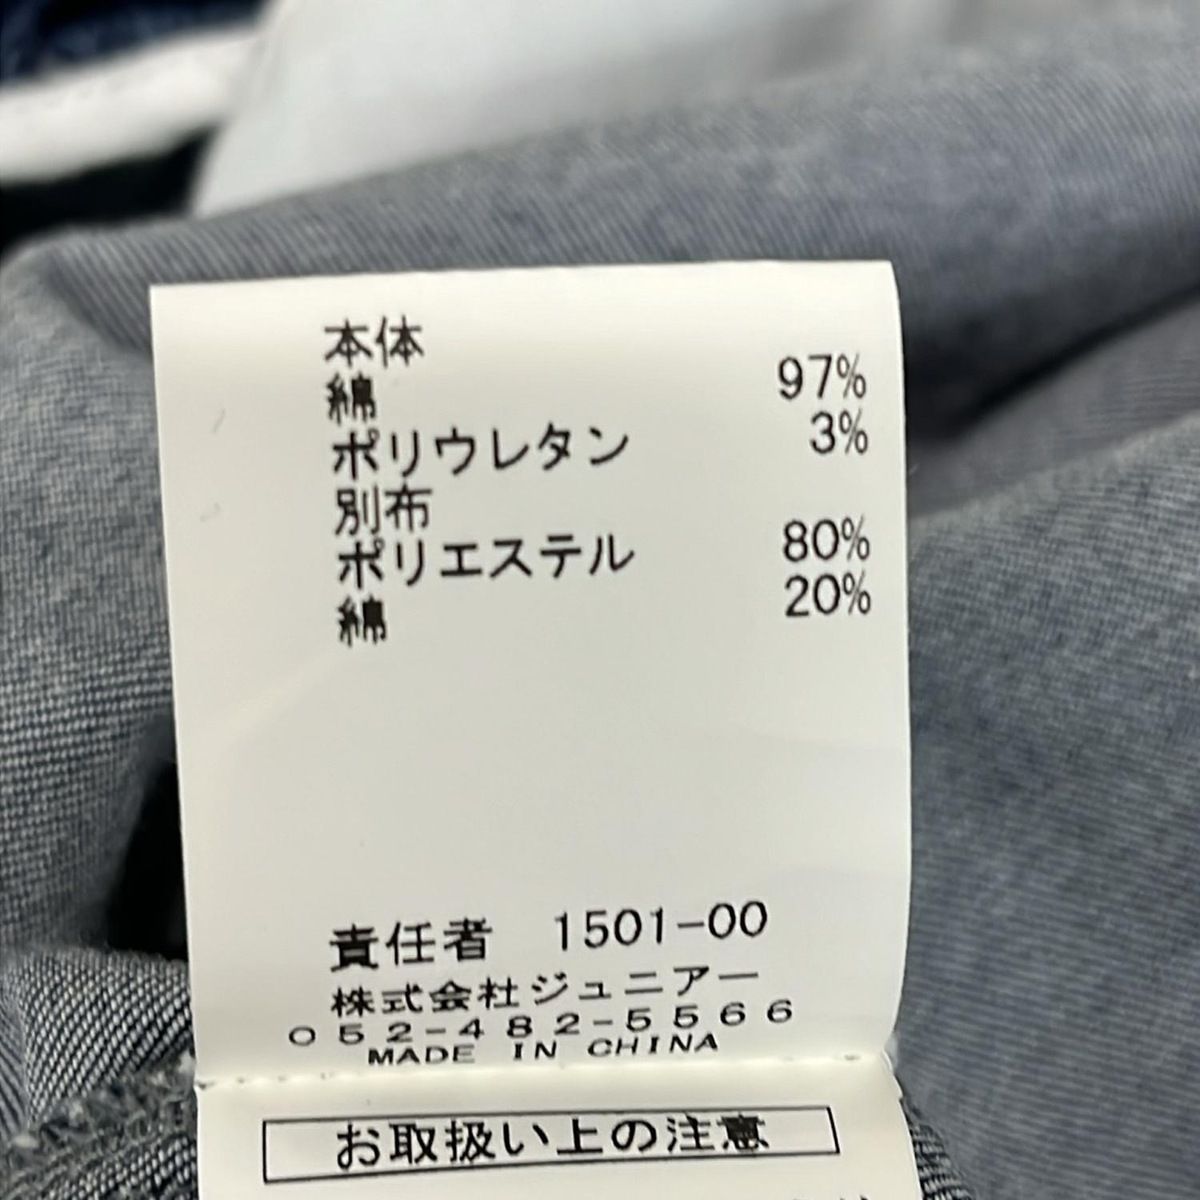 本体
綿 97%
ポリウレタン 3%
別布
ポリエステル 80%
綿 20%
責任者 1501-00
株式会社ジュニアー
052-482-5566
MADE IN CHINA
お取扱い上の注意